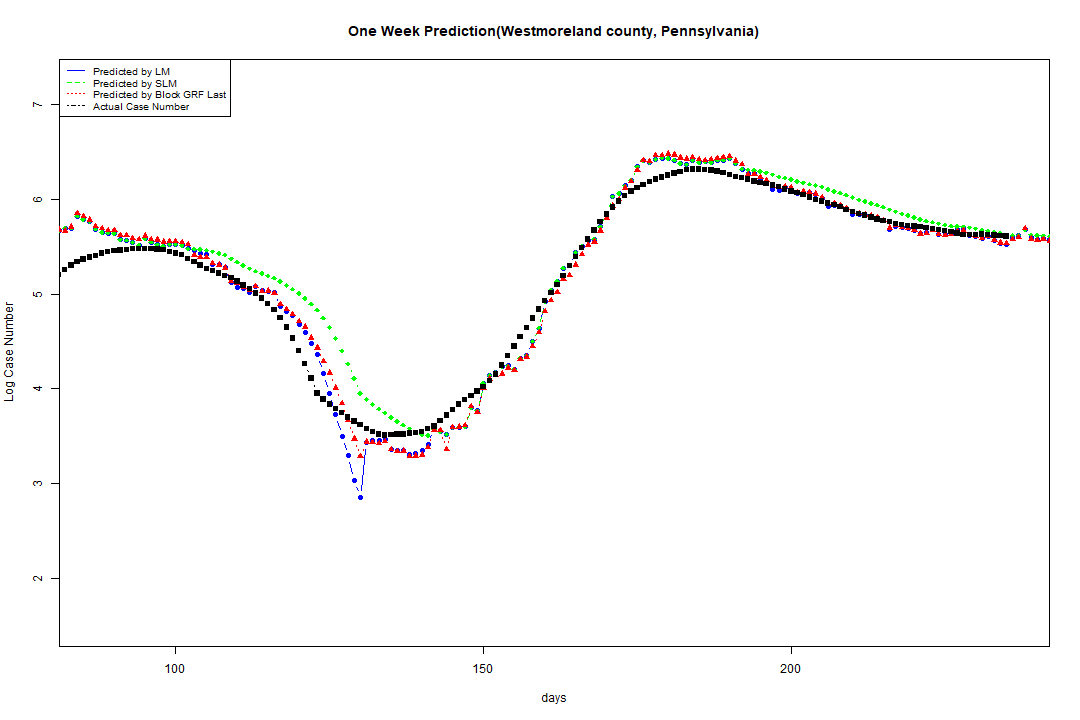 One Week Prediction(Westmoreland county, Pennsylvania)
Predicted by LM
Predicted by SLM
Predicted by Block GRF Last
Actual Case Number
7
6
5
4
3
2
Log Case Number
100 150 200
days